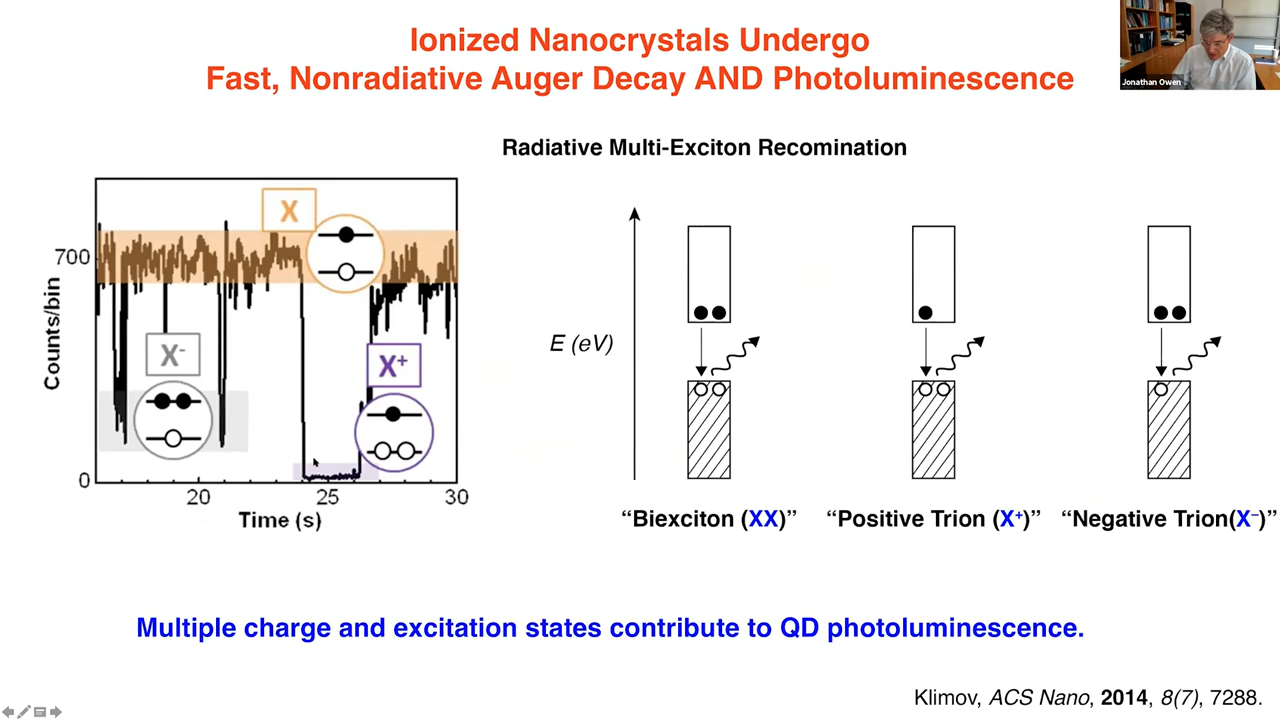 Ionized Nanocrystals Undergo
Fast, Nonradiative Auger Decay AND Photoluminescence
Jonathan Owen
Radiative Multi-Exciton Recomination
X
700
Counts/bin
X-
X+
0
20
25
30
Time (s)
E (eV)
“Biexciton (XX)”
“Positive Trion (X+)”
“Negative Trion(X–)”
Multiple charge and excitation states contribute to QD photoluminescence.
Klimov, ACS Nano, 2014, 8(7), 7288.